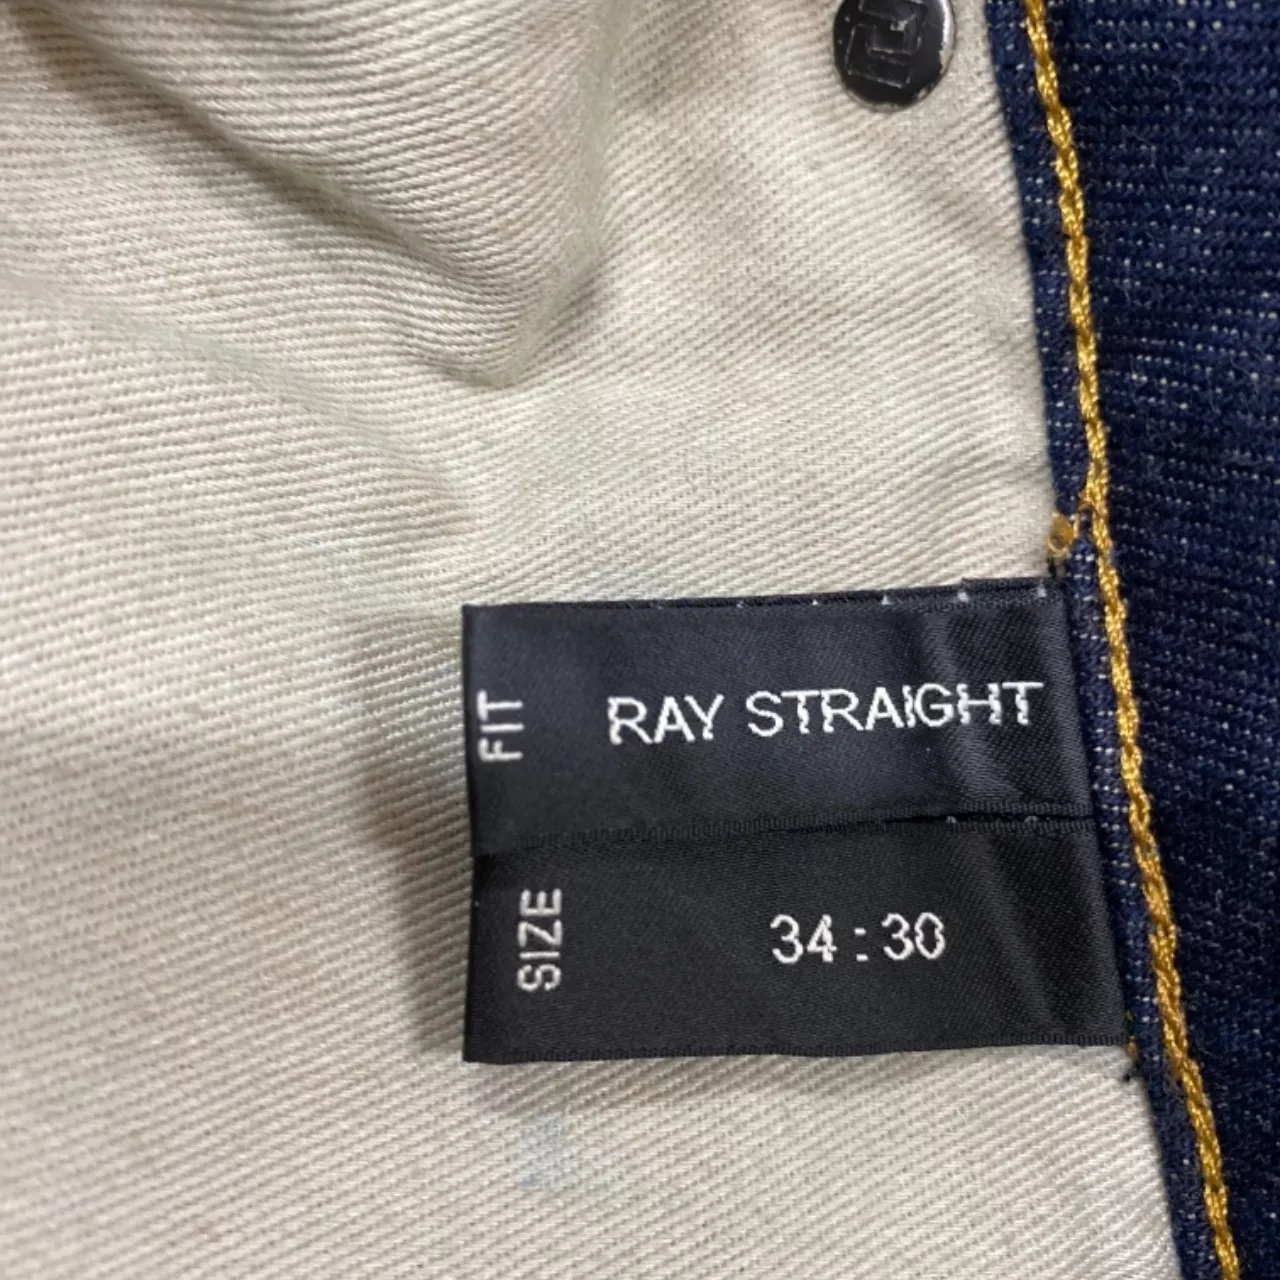 FIT
RAY STRAIGHT
SIZE
34 : 30